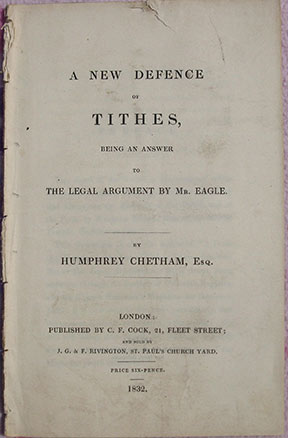 A NEW DEFENCE
OF
TITHES,
BEING AN ANSWER
TO
THE LEGAL ARGUMENT BY MR. EAGLE.
BY
HUMPHREY CHETHAM, ESQ.
LONDON:
PUBLISHED BY C. F. COCK, 21, FLEET STREET;
AND SOLD BY
J. G. & F. RIVINGTON, ST. PAUL'S CHURCH YARD.
PRICE SIX-PENCE.
1832.